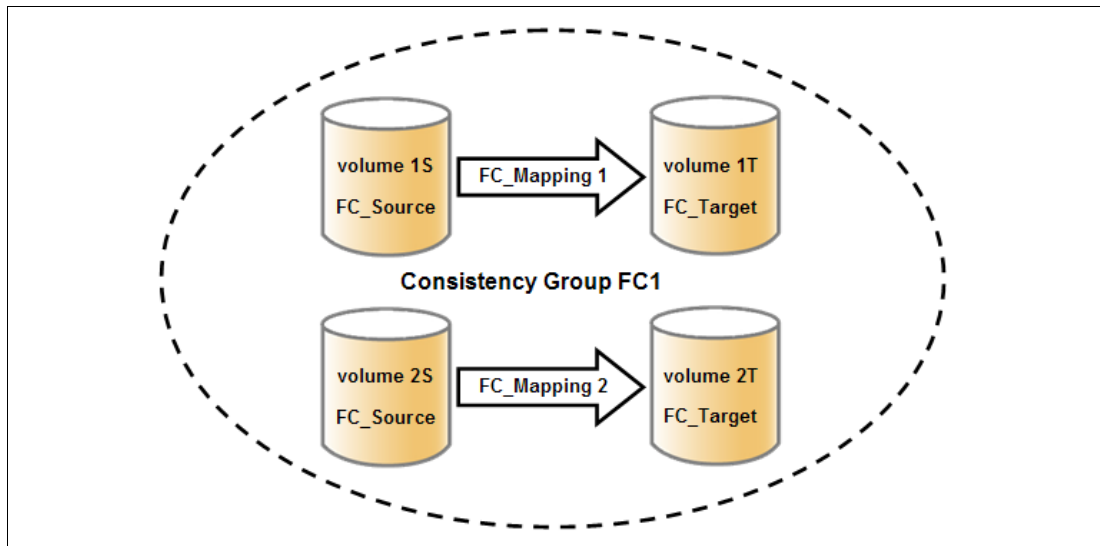 volume 1S
FC_Source
FC_Mapping 1
volume 1T
FC_Target
Consistency Group FC1
volume 2S
FC_Source
FC_Mapping 2
volume 2T
FC_Target